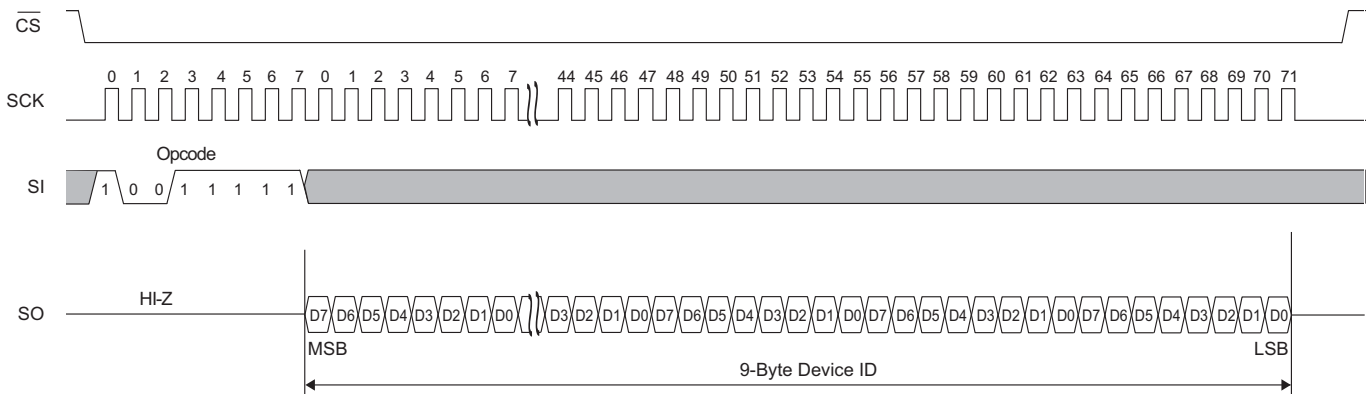 CS
0 1 2 3 4 5 6 7 0 1 2 3 4 5 6 7 44 45 46 47 48 49 50 51 52 53 54 55 56 57 58 59 60 61 62 63 64 65 66 67 68 69 70 71
SCK
Opcode
SI 1 0 0 1 1 1 1 1
HI-Z
SO D7 D6 D5 D4 D3 D2 D1 D0 D3 D2 D1 D0 D7 D6 D5 D4 D3 D2 D1 D0 D7 D6 D5 D4 D3 D2 D1 D0 D7 D6 D5 D4 D3 D2 D1 D0
MSB LSB
9-Byte Device ID